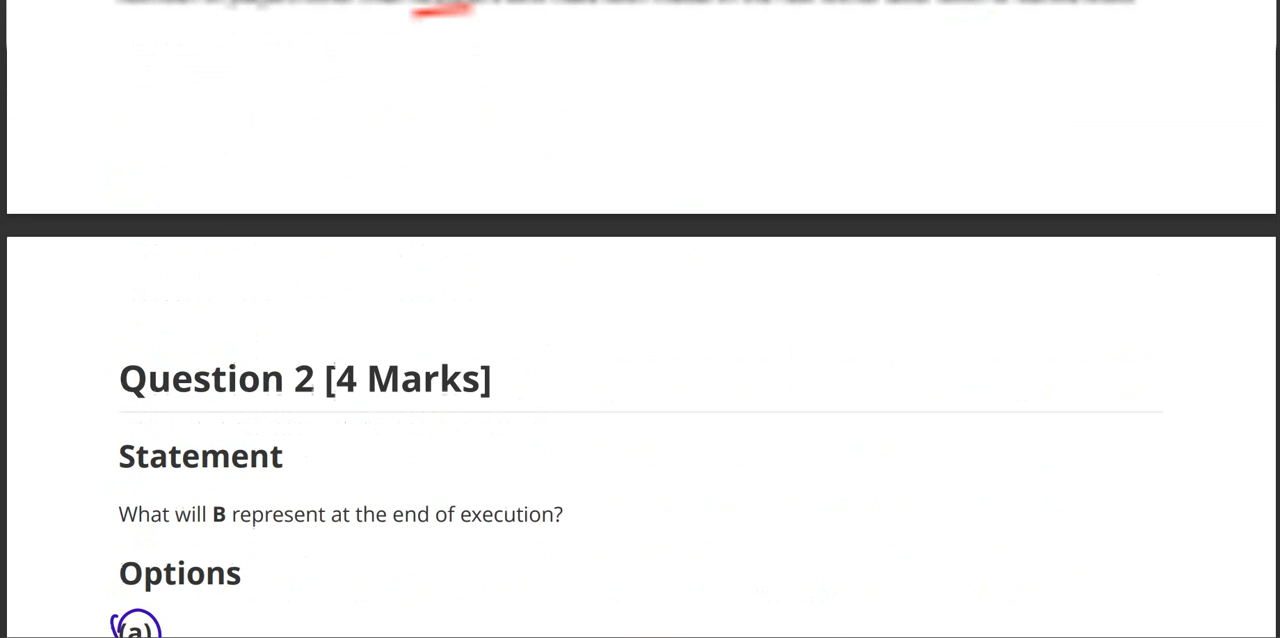 Question 2 [4 Marks]
Statement
What will B represent at the end of execution?
Options
(a)